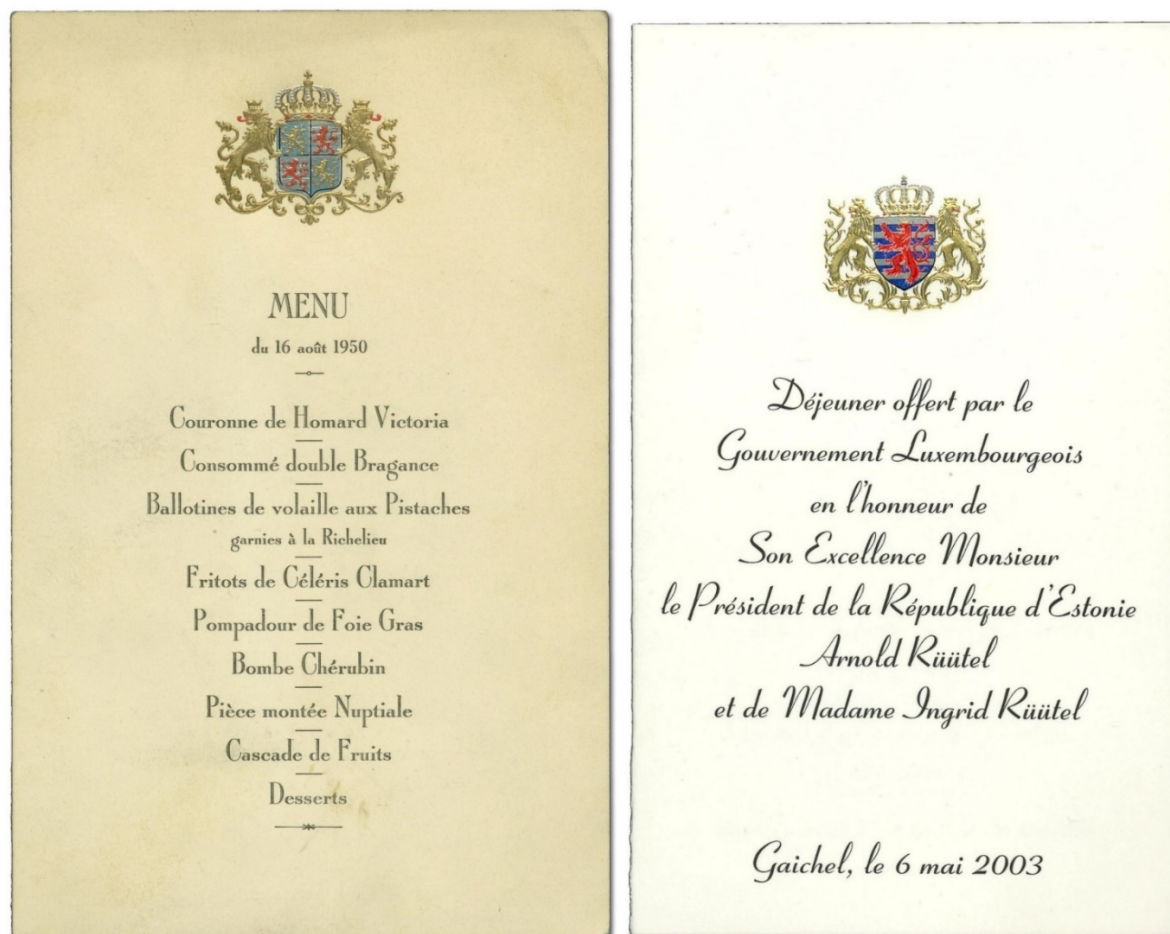 MENU
du 16 août 1950
Couronne de Homard Victoria
Consommé double Bragance
Ballotines de volaille aux Pistaches
garnies à la Richelieu
Fritots de Céléris Clamart
Pompadour de Foie Gras
Bombe Chérubin
Pièce montée Nuptiale
Cascade de Fruits
Desserts
Déjeuner offert par le
Gouvernement Luxembourgeois
en l'honneur de
Son Excellence Monsieur
le Président de la République d'Estonie
Arnold Rüütel
et de Madame Ingrid Rüütel
Gaichel, le 6 mai 2003